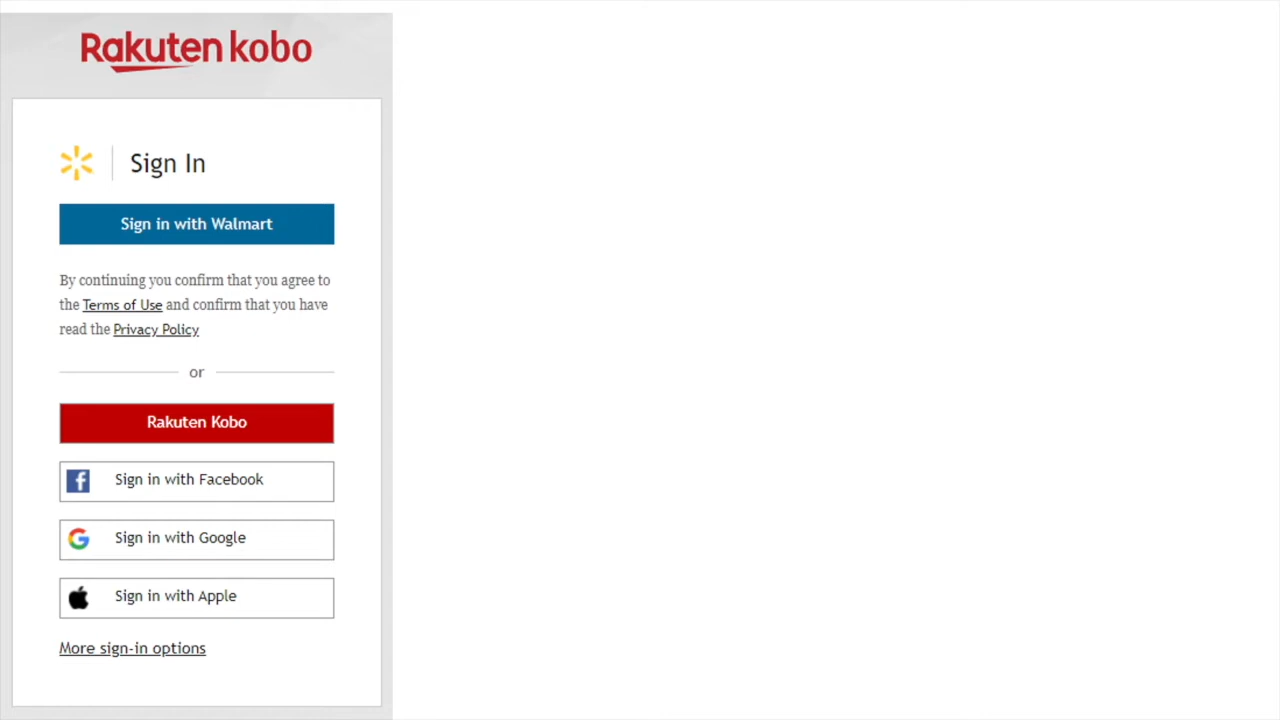 Rakuten kobo
Sign In
Sign in with Walmart
By continuing you confirm that you agree to
the Terms of Use and confirm that you have
read the Privacy Policy
or
Rakuten Kobo
Sign in with Facebook
Sign in with Google
Sign in with Apple
More sign-in options